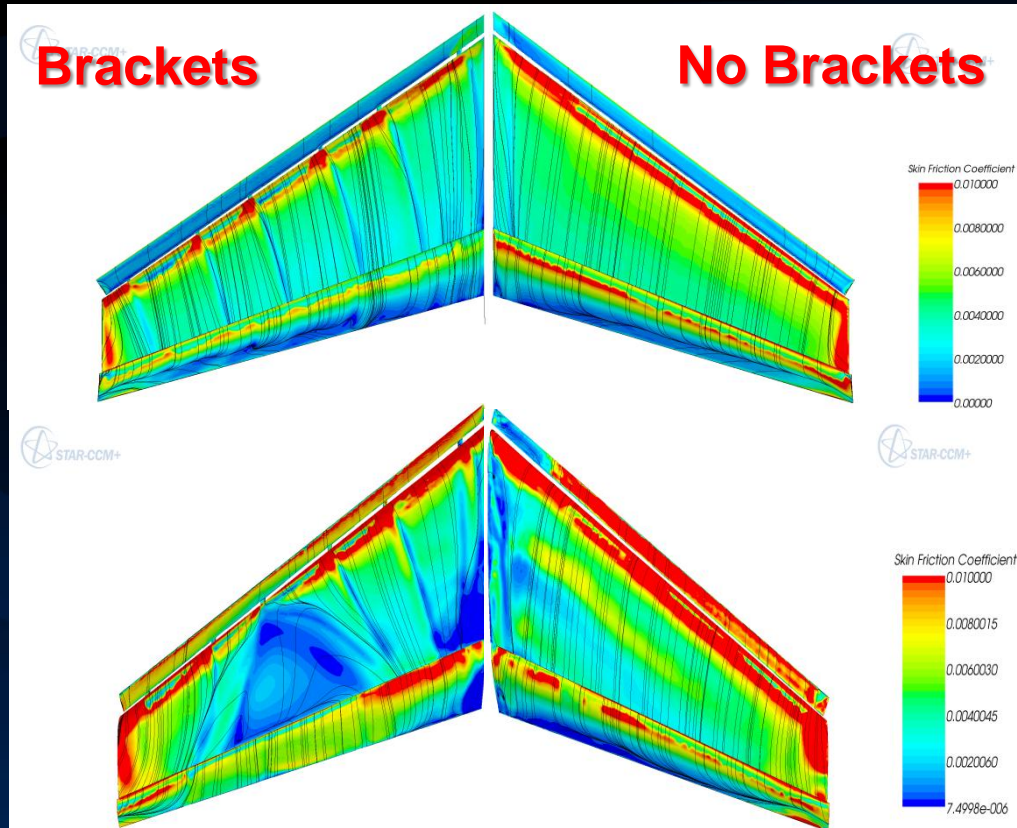 STAR-CCM+
Brackets
No Brackets
Skin Friction Coefficient
0.010000
0.0080000
0.0060000
0.0040000
0.0020000
0.00000
STAR-CCM+
STAR-CCM+
Skin Friction Coefficient
0.010000
0.0080015
0.0060030
0.0040045
0.0020060
7.4998e-006